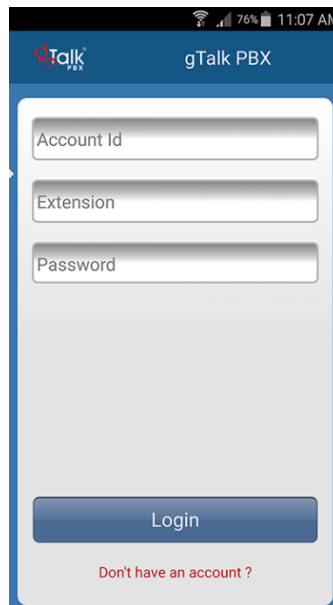 76% 11:07 AM
gTalk
PBX
gTalk PBX
Account Id
Extension
Password
Login
Don't have an account ?